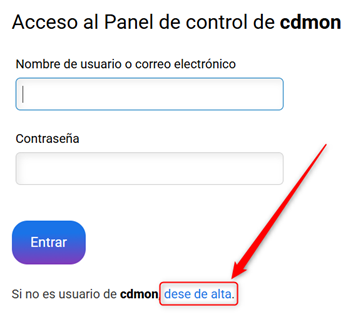 Acceso al Panel de control de cdmon
Nombre de usuario o correo electrónico
Contraseña
Entrar
Si no es usuario de cdmon, dese de alta.